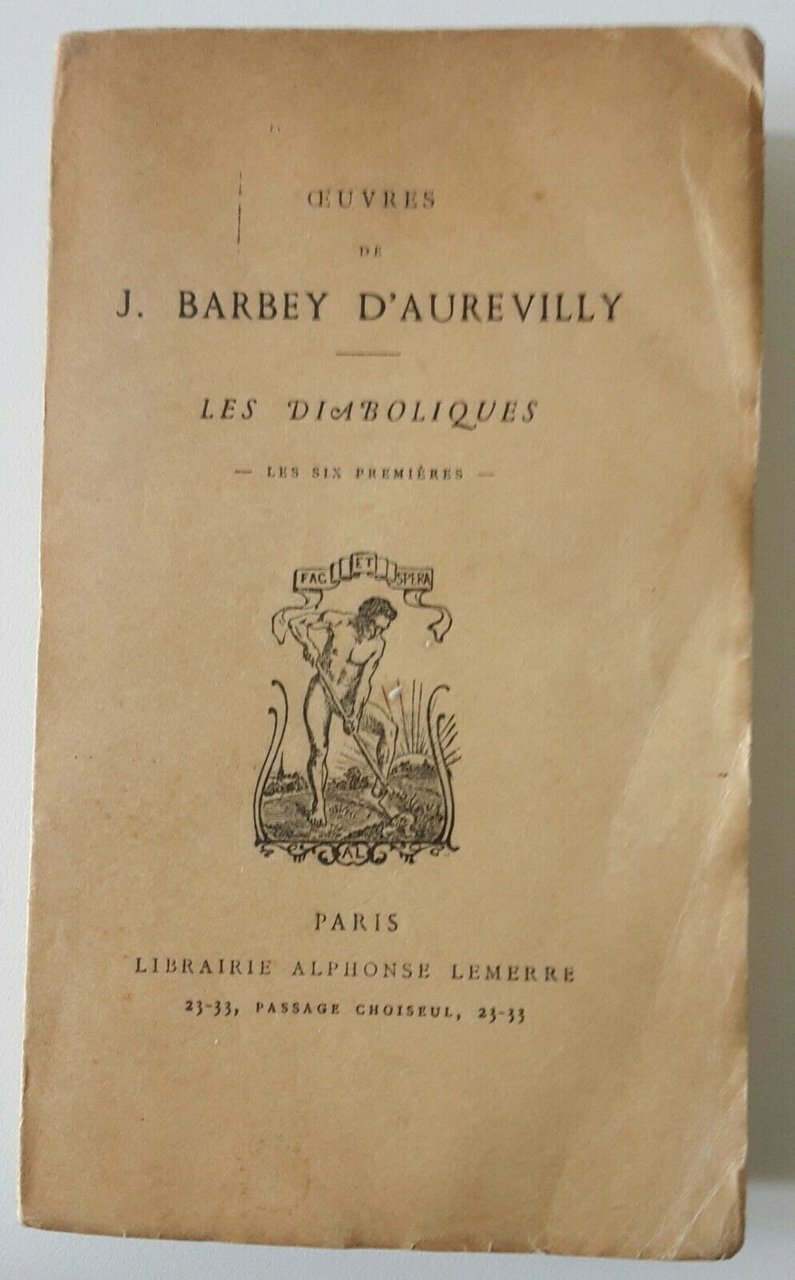 ŒUVRES
DE
J. BARBEY D'AUREVILLY
LES DIABOLIQUES
— LES SIX PREMIÈRES —
FAC ET SPERA
AL
PARIS
LIBRAIRIE ALPHONSE LEMERRE
23-33, PASSAGE CHOISEUL, 23-33